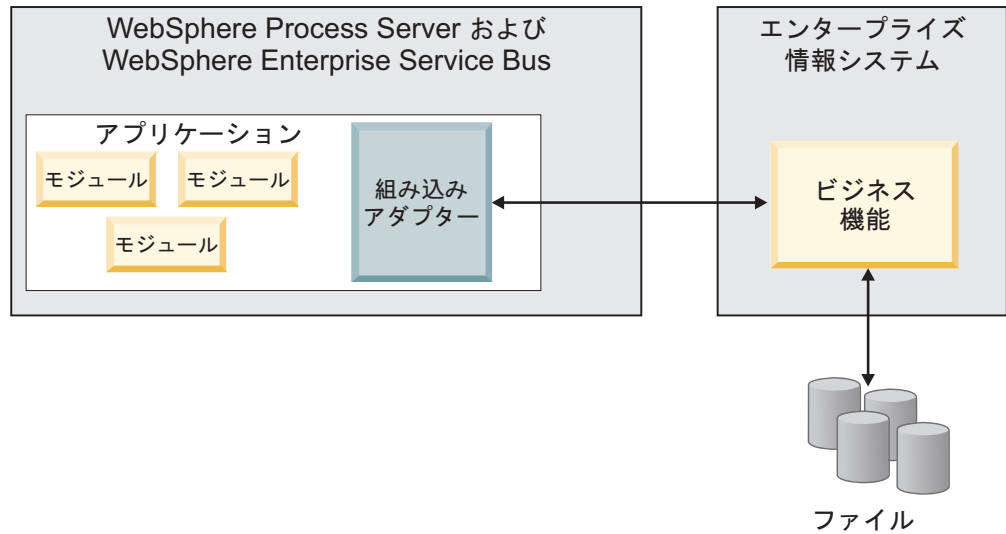 WebSphere Process Server および
WebSphere Enterprise Service Bus
アプリケーション
モジュール
モジュール
モジュール
組み込み
アダプター
エンタープライズ
情報システム
ビジネス
機能
ファイル